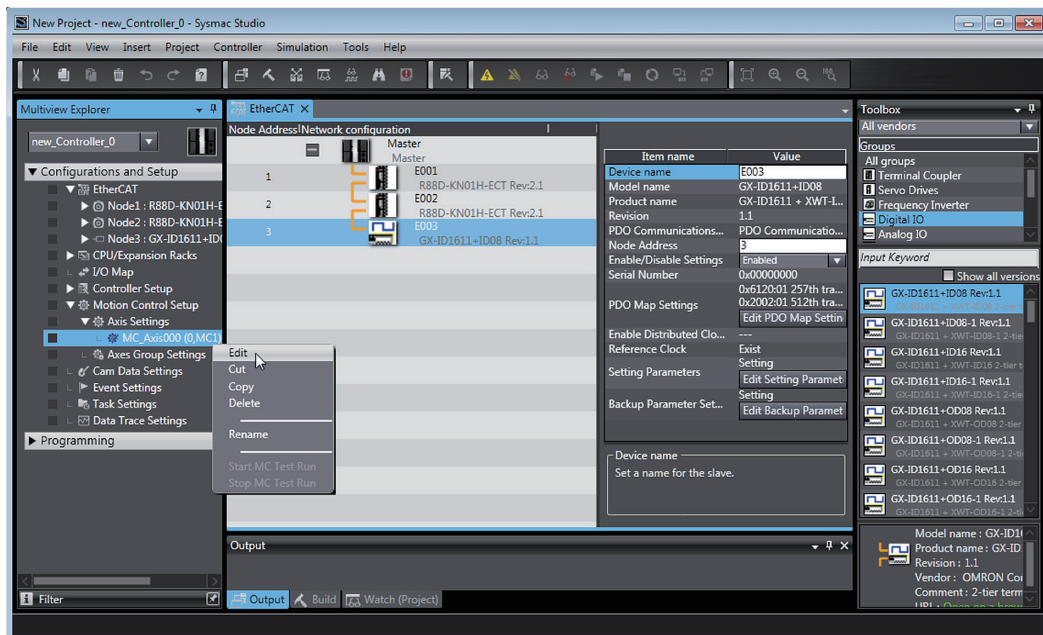 New Project - new_Controller_0 - Sysmac Studio
File Edit View Insert Project Controller Simulation Tools Help
Multiview Explorer
new_Controller_0
Configurations and Setup
EtherCAT
Node1 : R88D-KN01H-E
Node2 : R88D-KN01H-E
Node3 : GX-ID1611+ID(
CPU/Expansion Racks
I/O Map
Controller Setup
Motion Control Setup
Axis Settings
MC_Axis000 (0,MC1)
Axes Group Settings
Cam Data Settings
Event Settings
Task Settings
Data Trace Settings
Programming
Filter
Edit
Cut
Copy
Delete
Rename
Start MC Test Run
Stop MC Test Run
EtherCAT
Node Address Network configuration
Master
Master
1 E001
R88D-KN01H-ECT Rev:2.1
2 E002
R88D-KN01H-ECT Rev:2.1
3 E003
GX-ID1611+ID08 Rev:1.1
Item name Value
Device name E003
Model name GX-ID1611+ID08
Product name GX-ID1611 + XWT-I...
Revision 1.1
PDO Communications... PDO Communicatio...
Node Address 3
Enable/Disable Settings Enabled
Serial Number 0x00000000
PDO Map Settings 0x6120:01 257th tra...
0x2002:01 512th tra...
Edit PDO Map Settin
Enable Distributed Clo... ---
Reference Clock Exist
Setting Parameters Setting
Edit Setting Paramet
Backup Parameter Set... Setting
Edit Backup Paramet
Device name
Set a name for the slave.
Output
Output Build Watch (Project)
Toolbox
All vendors
Groups
All groups
Terminal Coupler
Servo Drives
Frequency Inverter
Digital IO
Analog IO
Input Keyword
Show all versions
GX-ID1611+ID08 Rev:1.1
GX-ID1611 + XWT-ID08 2-tier t
GX-ID1611+ID08-1 Rev:1.1
GX-ID1611 + XWT-ID08-1 2-tie
GX-ID1611+ID16 Rev:1.1
GX-ID1611 + XWT-ID16 2-tier t
GX-ID1611+ID16-1 Rev:1.1
GX-ID1611 + XWT-ID16-1 2-tie
GX-ID1611+OD08 Rev:1.1
GX-ID1611 + XWT-OD08 2-tier
GX-ID1611+OD08-1 Rev:1.1
GX-ID1611 + XWT-OD08-1 2-ti
GX-ID1611+OD16 Rev:1.1
GX-ID1611 + XWT-OD16 2-tier
GX-ID1611+OD16-1 Rev:1.1
GX-ID1611 + XWT-OD16-1 2-ti
Model name : GX-ID1
Product name : GX-ID
Revision : 1.1
Vendor : OMRON Co
Comment : 2-tier term
URL : Open on a brow